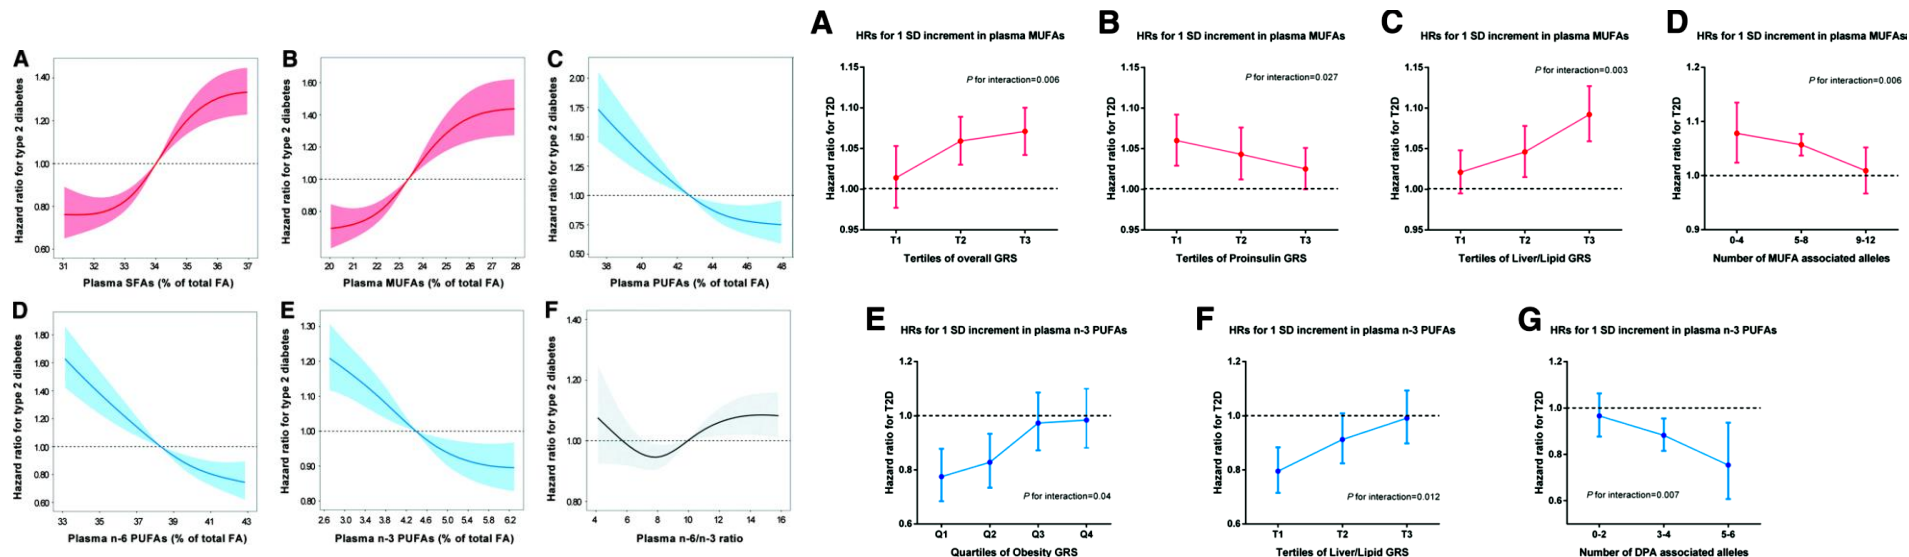 A
Hazard ratio for type 2 diabetes
1.40
1.20
1.00
0.80
0.60
31 32 33 34 35 36 37
Plasma SFAs (% of total FA)
B
Hazard ratio for type 2 diabetes
1.60
1.40
1.20
1.00
0.80
20 21 22 23 24 25 26 27 28
Plasma MUFAs (% of total FA)
C
Hazard ratio for type 2 diabetes
2.00
1.75
1.50
1.25
1.00
0.75
0.50
38 40 42 44 46 48
Plasma PUFAs (% of total FA)
D
Hazard ratio for type 2 diabetes
1.80
1.60
1.40
1.20
1.00
0.80
0.60
33 35 37 39 41 43
Plasma n-6 PUFAs (% of total FA)
E
Hazard ratio for type 2 diabetes
1.30
1.20
1.10
1.00
0.90
0.80
2.6 3.0 3.4 3.8 4.2 4.6 5.0 5.4 5.8 6.2
Plasma n-3 PUFAs (% of total FA)
F
Hazard ratio for type 2 diabetes
1.40
1.20
1.00
0.80
4 6 8 10 12 14 16
Plasma n-6/n-3 ratio
A
HRs for 1 SD increment in plasma MUFAs
P for interaction=0.006
Hazard ratio for T2D
1.15
1.10
1.05
1.00
0.95
T1 T2 T3
Tertiles of overall GRS
B
HRs for 1 SD increment in plasma MUFAs
P for interaction=0.027
Hazard ratio for T2D
1.15
1.10
1.05
1.00
0.95
T1 T2 T3
Tertiles of Proinsulin GRS
C
HRs for 1 SD increment in plasma MUFAs
P for interaction=0.003
Hazard ratio for T2D
1.15
1.10
1.05
1.00
0.95
T1 T2 T3
Tertiles of Liver/Lipid GRS
D
HRs for 1 SD increment in plasma MUFAs
P for interaction=0.006
Hazard ratio for T2D
1.2
1.1
1.0
0.9
0-4 5-8 9-12
Number of MUFA associated alleles
E
HRs for 1 SD increment in plasma n-3 PUFAs
Hazard ratio for T2D
1.2
1.0
0.8
0.6
P for interaction=0.04
Q1 Q2 Q3 Q4
Quartiles of Obesity GRS
F
HRs for 1 SD increment in plasma n-3 PUFAs
Hazard ratio for T2D
1.2
1.0
0.8
0.6
P for interaction=0.012
T1 T2 T3
Tertiles of Liver/Lipid GRS
G
HRs for 1 SD increment in plasma n-3 PUFAs
Hazard ratio for T2D
1.2
1.0
0.8
0.6
P for interaction=0.007
0-2 3-4 5-6
Number of DPA associated alleles